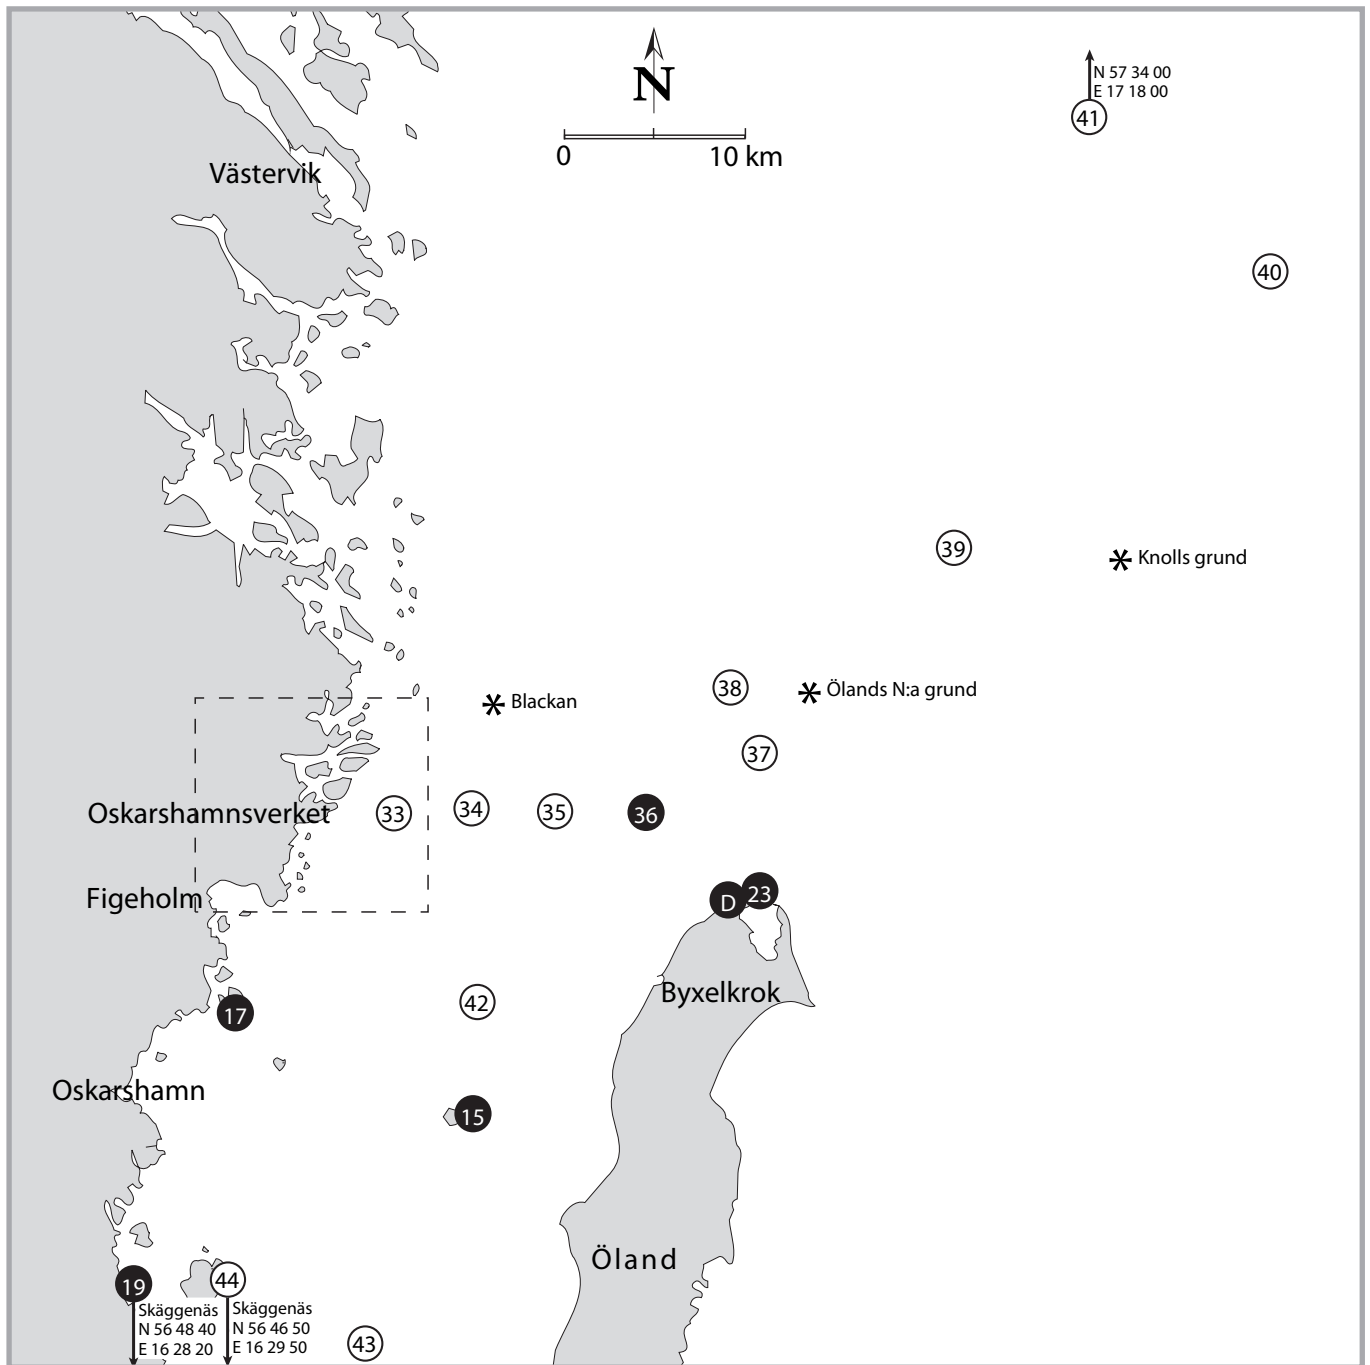 N
0 10 km
N 57 34 00
E 17 18 00
41
Västervik
40
39
Knolls grund
38
Ölands N:a grund
Blackan
37
Oskarshamnsverket
33
34
35
36
Figeholm
D
23
Byxelkrok
42
17
Oskarshamn
15
Öland
19
44
Skäggenäs
N 56 48 40
E 16 28 20
Skäggenäs
N 56 46 50
E 16 29 50
43